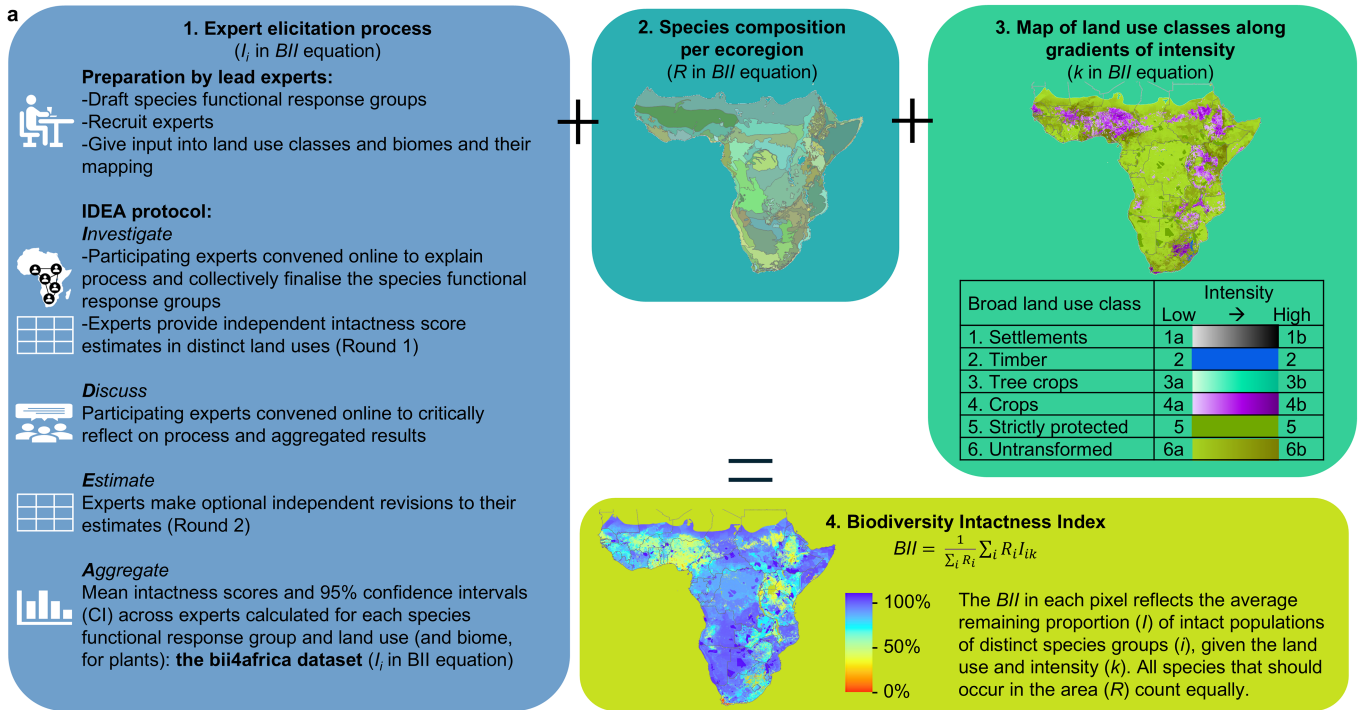 a
1. Expert elicitation process
(Ii in BII equation)
Preparation by lead experts:
-Draft species functional response groups
-Recruit experts
-Give input into land use classes and biomes and their
mapping
IDEA protocol:
Investigate
-Participating experts convened online to explain
process and collectively finalise the species functional
response groups
-Experts provide independent intactness score
estimates in distinct land uses (Round 1)
Discuss
Participating experts convened online to critically
reflect on process and aggregated results
Estimate
Experts make optional independent revisions to their
estimates (Round 2)
Aggregate
Mean intactness scores and 95% confidence intervals
(CI) across experts calculated for each species
functional response group and land use (and biome,
for plants): the bii4africa dataset (Ii in BII equation)
+
2. Species composition
per ecoregion
(R in BII equation)
+
3. Map of land use classes along
gradients of intensity
(k in BII equation)
Broad land use class Intensity
Low → High
1. Settlements 1a 1b
2. Timber 2 2
3. Tree crops 3a 3b
4. Crops 4a 4b
5. Strictly protected 5 5
6. Untransformed 6a 6b
=
4. Biodiversity Intactness Index
BII = 1/∑i Ri ∑i Ri Iik
100%
50%
0%
The BII in each pixel reflects the average
remaining proportion (I) of intact populations
of distinct species groups (i), given the land
use and intensity (k). All species that should
occur in the area (R) count equally.